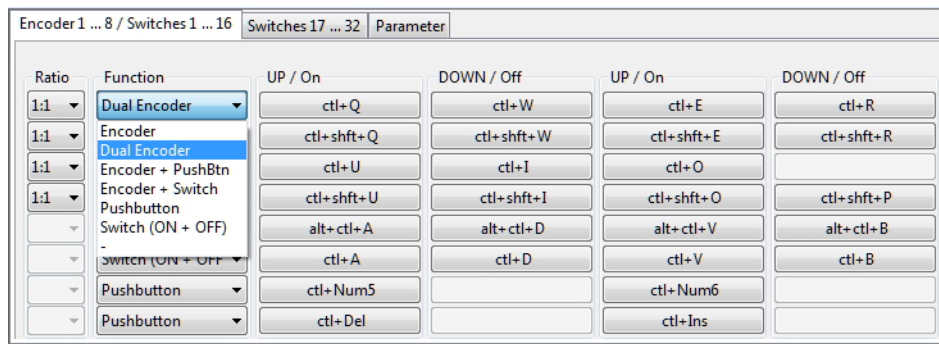 Encoder 1 ... 8 / Switches 1 ... 16 Switches 17 ... 32 Parameter
Ratio Function UP / On DOWN / Off UP / On DOWN / Off
1:1 Dual Encoder ctl+Q ctl+W ctl+E ctl+R
1:1 Encoder ctl+shft+Q ctl+shft+W ctl+shft+E ctl+shft+R
Dual Encoder
1:1 Encoder + PushBtn ctl+U ctl+I ctl+O
1:1 Encoder + Switch ctl+shft+U ctl+shft+I ctl+shft+O ctl+shft+P
Pushbutton
Switch (ON + OFF) alt+ctl+A alt+ctl+D alt+ctl+V alt+ctl+B
-
Switch (ON + OFF ctl+A ctl+D ctl+V ctl+B
Pushbutton ctl+Num5 ctl+Num6
Pushbutton ctl+Del ctl+Ins